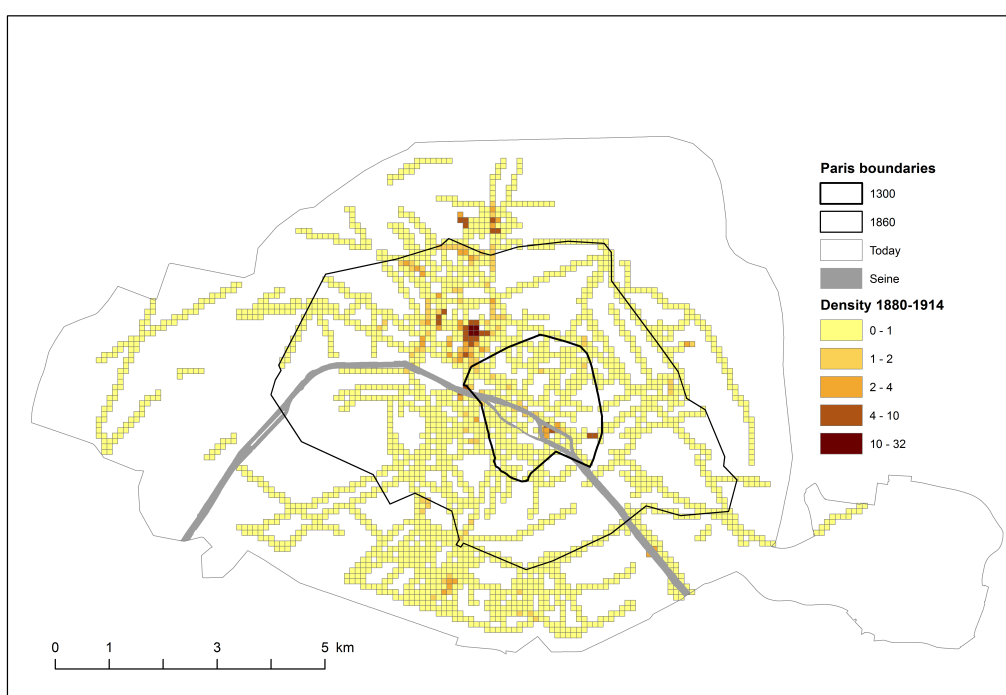 Paris boundaries
1300
1860
Today
Seine
Density 1880-1914
0 - 1
1 - 2
2 - 4
4 - 10
10 - 32
0 1 3 5 km